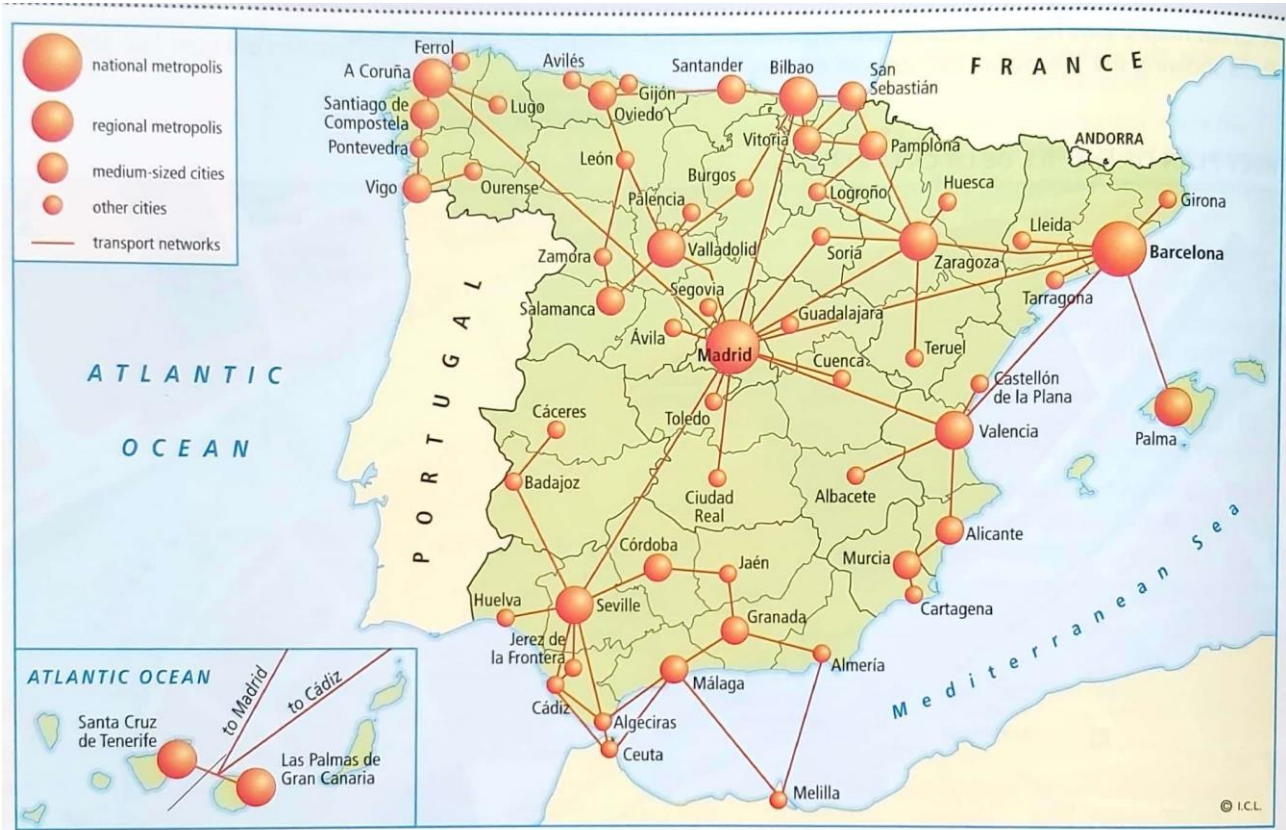 national metropolis
regional metropolis
medium-sized cities
other cities
transport networks
Ferrol
A Coruña
Santiago de
Compostela
Pontevedra
Vigo
Lugo
Ourense
Avilés
Gijón
Oviedo
León
Santander
Bilbao
San
Sebastián
Vitoria
Pamplona
Burgos
Palencia
Logroño
Huesca
FRANCE
ANDORRA
Girona
Lleida
Barcelona
Tarragona
Zaragoza
Soria
Valladolid
Zamora
Salamanca
Segovia
Ávila
Guadalajara
Madrid
Cuenca
Teruel
Castellón
de la Plana
Toledo
Valencia
Palma
PORTUGAL
ATLANTIC
OCEAN
Cáceres
Badajoz
Ciudad
Real
Albacete
Alicante
Murcia
Cartagena
Córdoba
Jaén
Huelva
Seville
Granada
Jerez de
la Frontera
Almería
Málaga
Cádiz
Algeciras
Ceuta
Melilla
Mediterranean Sea
ATLANTIC OCEAN
to Madrid
to Cádiz
Santa Cruz
de Tenerife
Las Palmas de
Gran Canaria
© I.C.L.